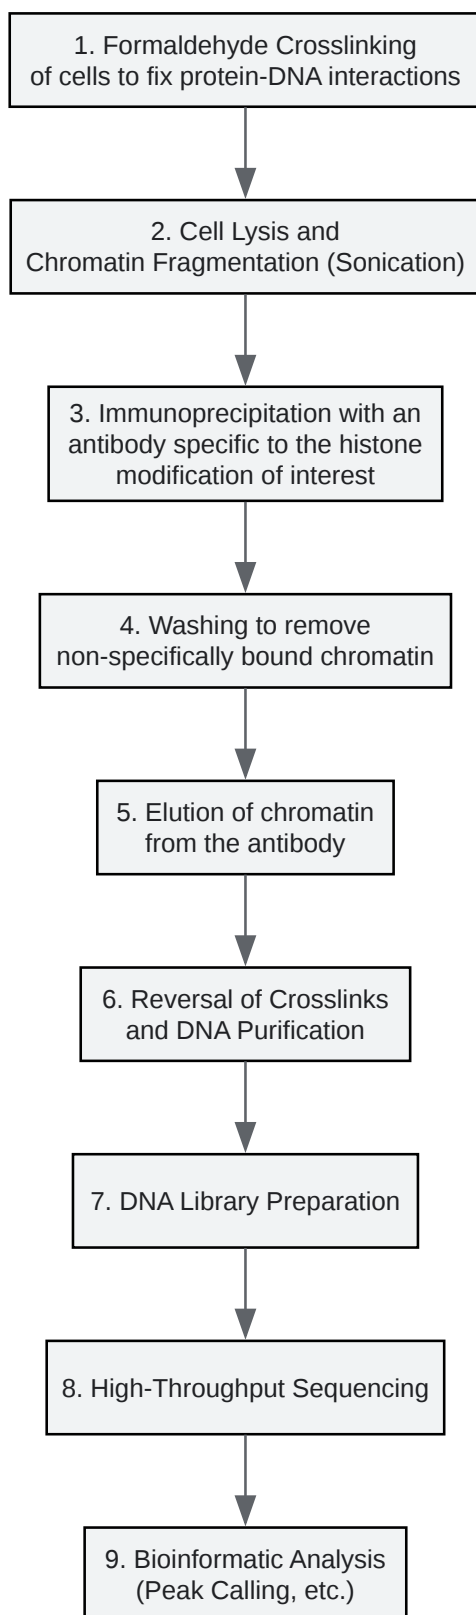 1. Formaldehyde Crosslinking
of cells to fix protein-DNA interactions
2. Cell Lysis and
Chromatin Fragmentation (Sonication)
3. Immunoprecipitation with an
antibody specific to the histone
modification of interest
4. Washing to remove
non-specifically bound chromatin
5. Elution of chromatin
from the antibody
6. Reversal of Crosslinks
and DNA Purification
7. DNA Library Preparation
8. High-Throughput Sequencing
9. Bioinformatic Analysis
(Peak Calling, etc.)